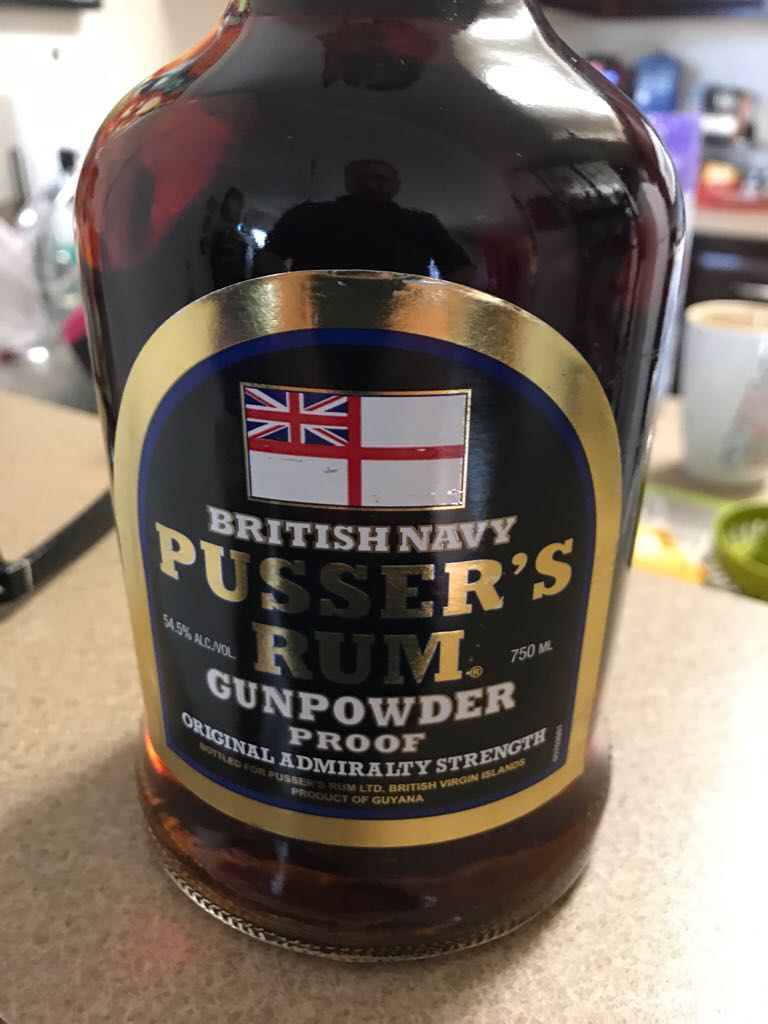 BRITISH NAVY
PUSSER'S
RUM®
54.5% ALC./VOL.
750 ML
GUNPOWDER
PROOF
ORIGINAL ADMIRALTY STRENGTH
BOTTLED FOR PUSSER'S RUM LTD. BRITISH VIRGIN ISLANDS
PRODUCT OF GUYANA